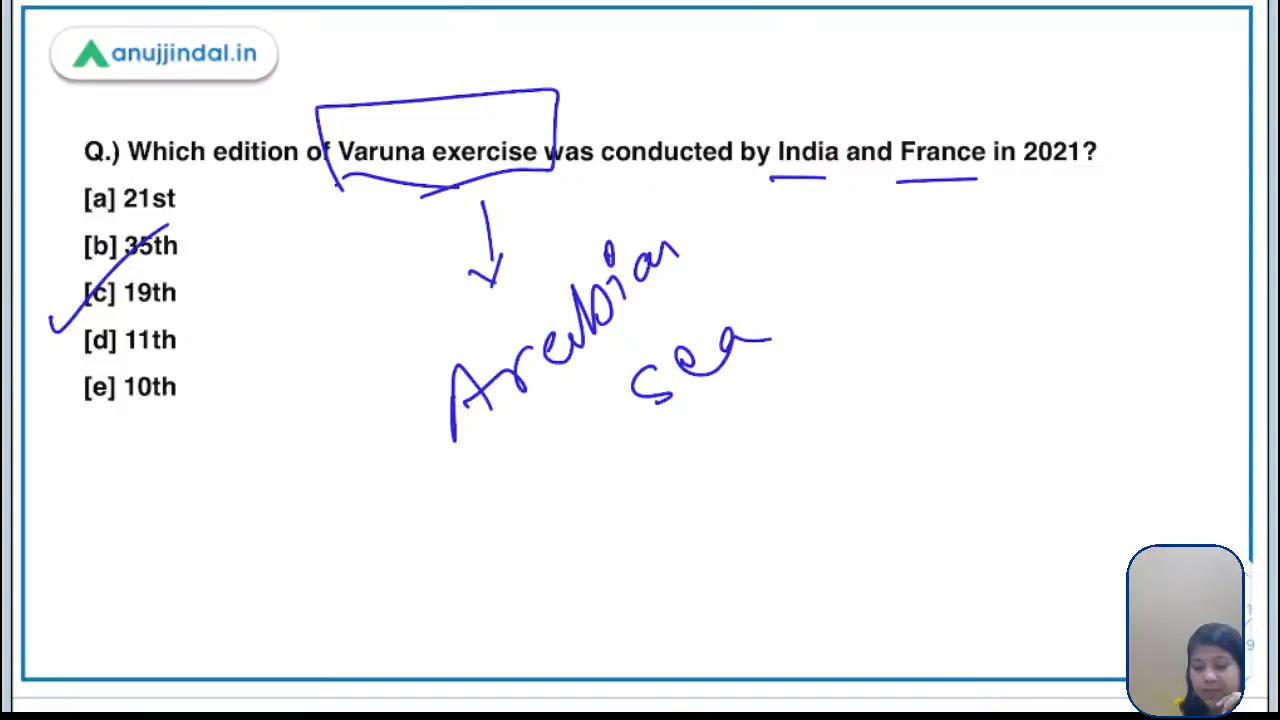 anujjindal.in
Q.) Which edition of Varuna exercise was conducted by India and France in 2021?
[a] 21st
[b] 35th
[c] 19th
[d] 11th
[e] 10th
Arabian
sea